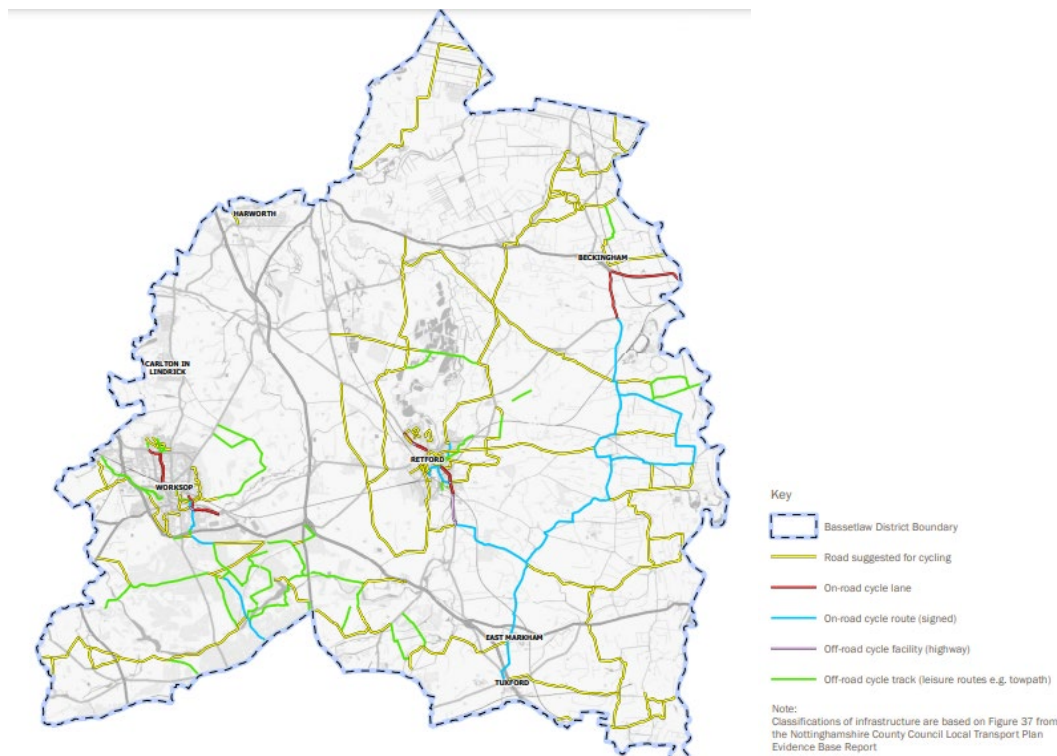 HARWORTH
BECKINGHAM
CARLTON IN
LINDRICK
RETFORD
WORKSOP
EAST MARKHAM
TUXFORD
Key
Bassetlaw District Boundary
Road suggested for cycling
On-road cycle lane
On-road cycle route (signed)
Off-road cycle facility (highway)
Off-road cycle track (leisure routes e.g. towpath)
Note:
Classifications of infrastructure are based on Figure 37 from
the Nottinghamshire County Council Local Transport Plan
Evidence Base Report